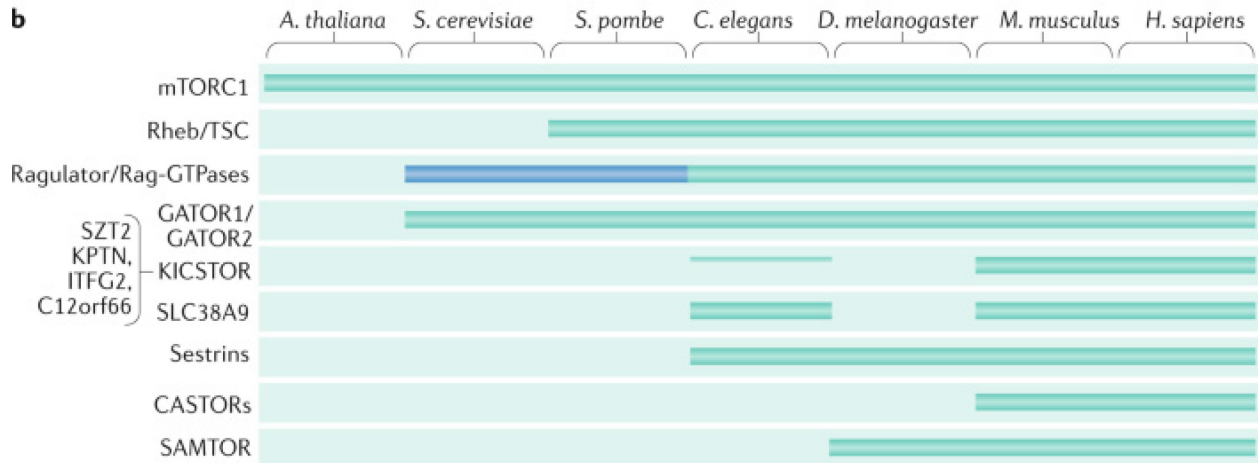 b
A. thaliana S. cerevisiae S. pombe C. elegans D. melanogaster M. musculus H. sapiens
mTORC1
Rheb/TSC
Ragulator/Rag-GTPases
GATOR1/
GATOR2
SZT2
KPTN,
ITFG2,
C12orf66
KICSTOR
SLC38A9
Sestrins
CASTORs
SAMTOR